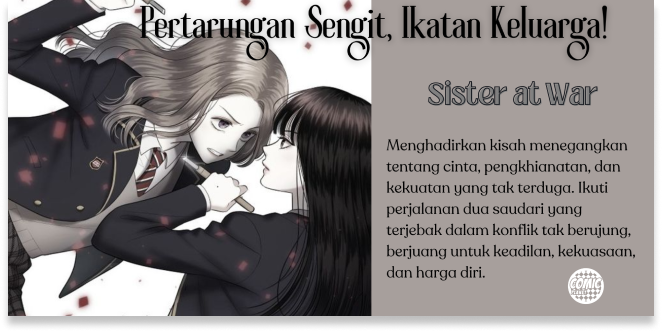 Pertarungan Sengit, Ikatan Keluarga!
Sister at War
Menghadirkan kisah menegangkan
tentang cinta, pengkhianatan, dan
kekuatan yang tak terduga. Ikuti
perjalanan dua saudari yang
terjebak dalam konflik tak berujung,
berjuang untuk keadilan, kekuasaan,
dan harga diri.
COMIC